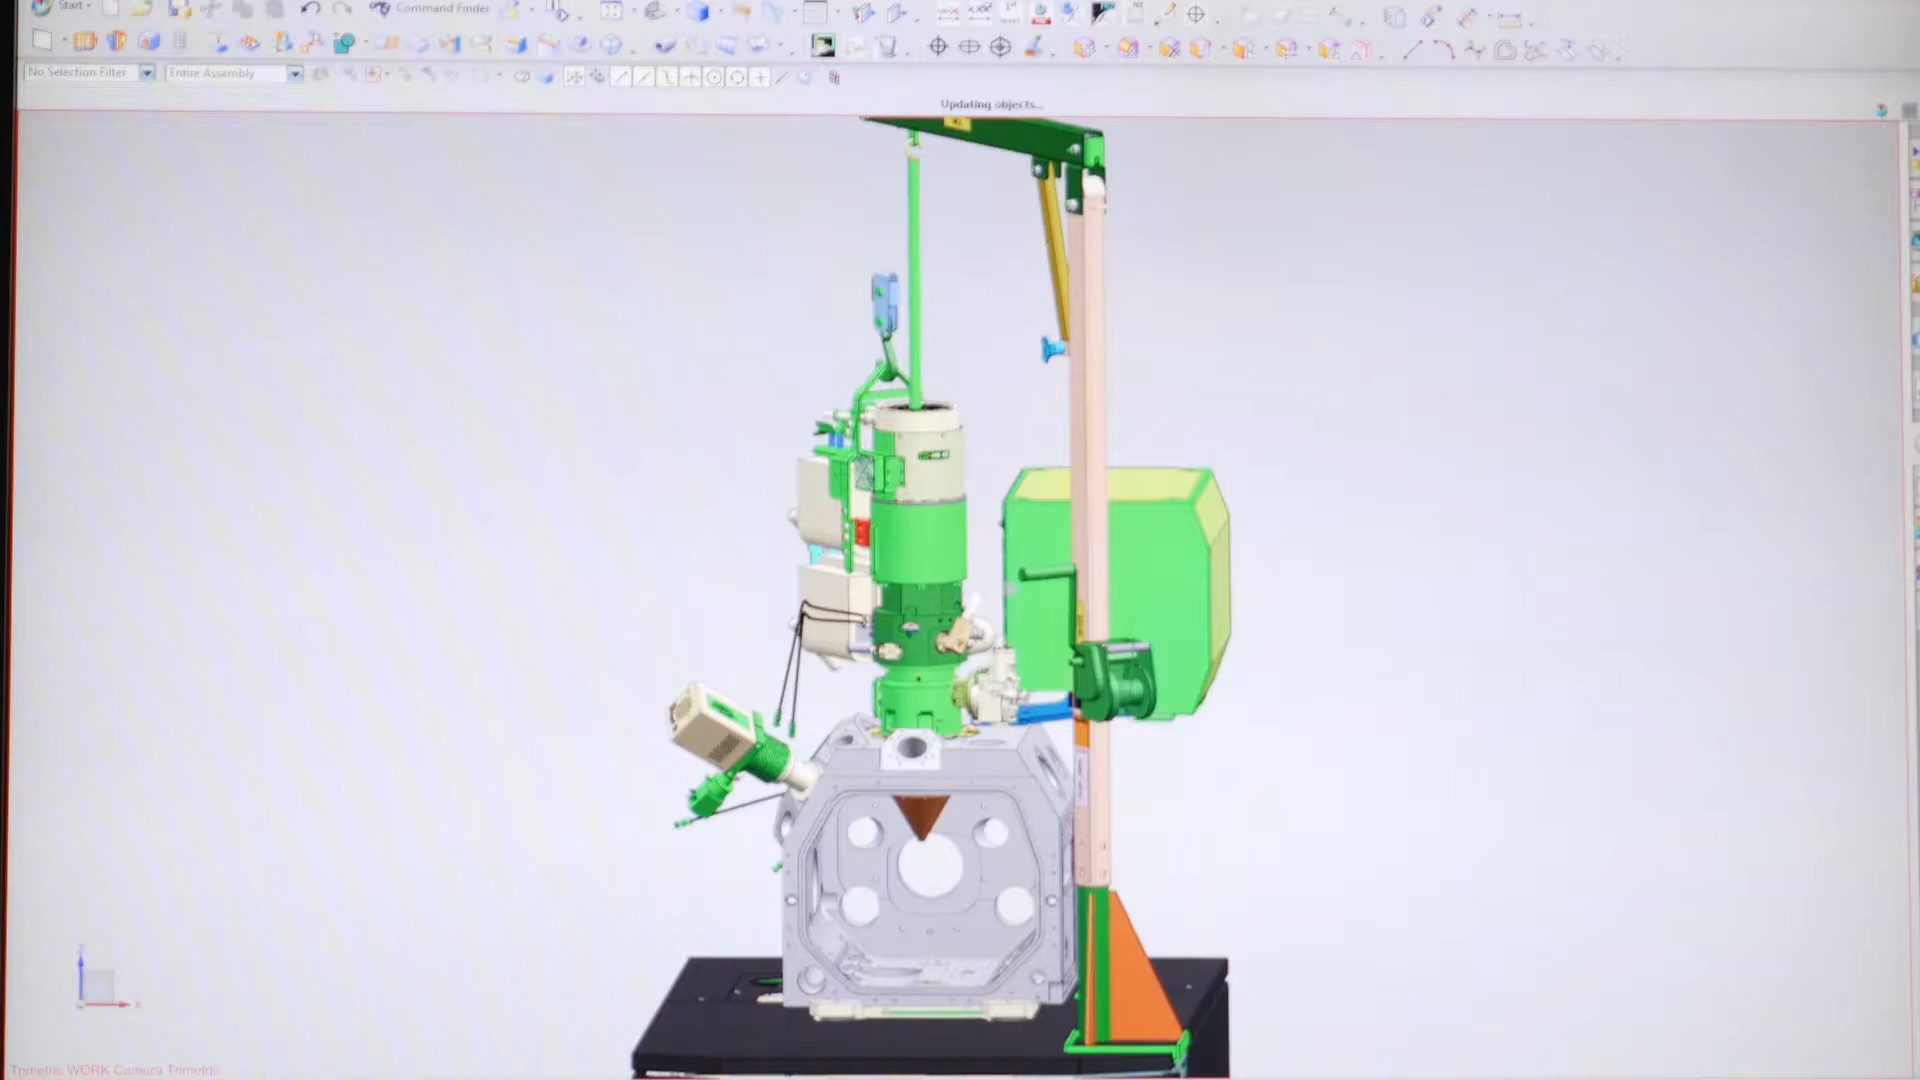 Start
Command Finder
No Selection Filter
Entire Assembly
Updating objects...
Trimetric WORK Camera Trimetric